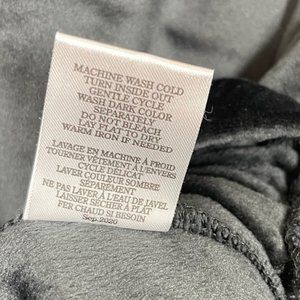 MACHINE WASH COLD
TURN INSIDE OUT
GENTLE CYCLE
WASH DARK COLOR
SEPARATELY
DO NOT BLEACH
LAY FLAT TO DRY
WARM IRON IF NEEDED
LAVAGE EN MACHINE À FROID
TOURNER VÊTEMENT À L'ENVERS
CYCLE DÉLICAT
LAVER COULEUR SOMBRE
SÉPARÉMENT
NE PAS LAVER À L'EAU DE JAVEL
LAISSER SÉCHER À PLAT
FER CHAUD SI BESOIN
Sep.2020